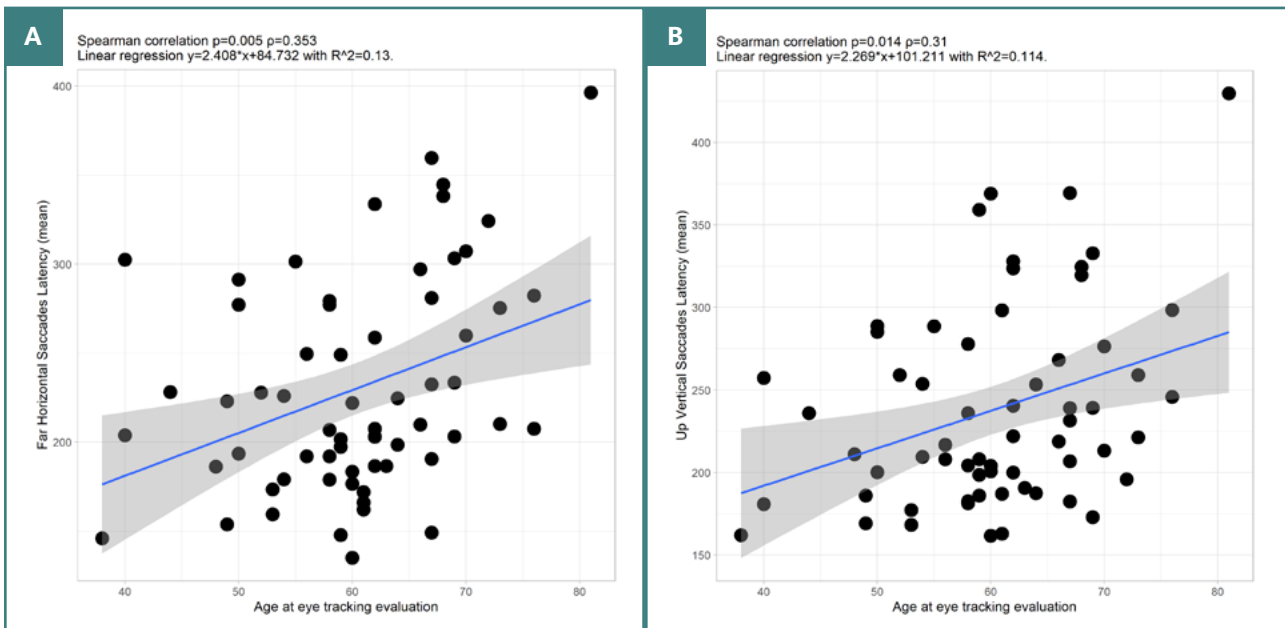 A
Spearman correlation p=0.005 ρ=0.353
Linear regression y=2.408*x+84.732 with R^2=0.13.
Far Horizontal Saccades Latency (mean)
400
300
200
40 50 60 70 80
Age at eye tracking evaluation
B
Spearman correlation p=0.014 ρ=0.31
Linear regression y=2.269*x+101.211 with R^2=0.114.
Up Vertical Saccades Latency (mean)
400
350
300
250
200
150
40 50 60 70 80
Age at eye tracking evaluation